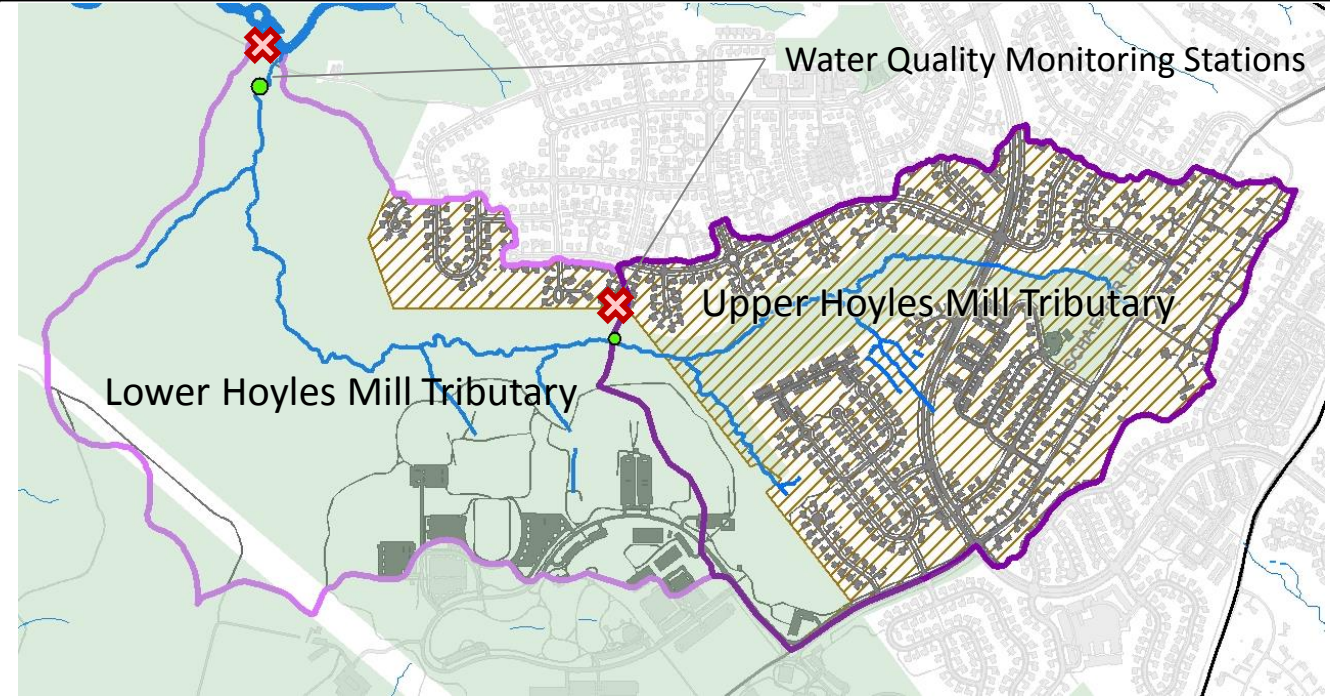 Water Quality Monitoring Stations
Upper Hoyles Mill Tributary
Lower Hoyles Mill Tributary